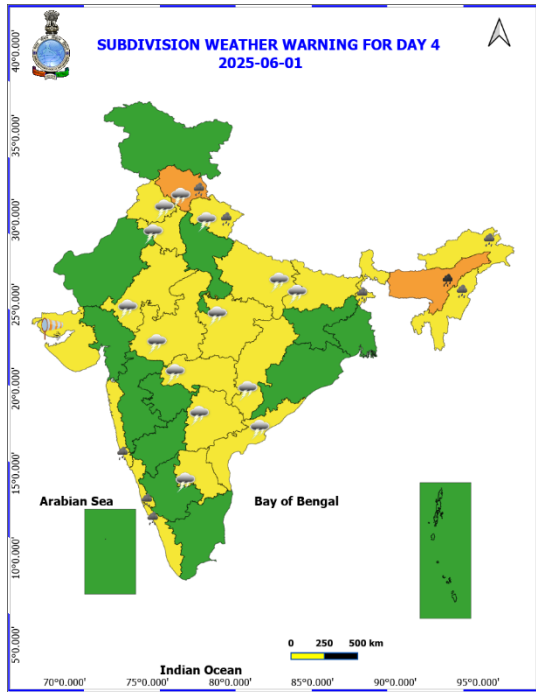 SUBDIVISION WEATHER WARNING FOR DAY 4
2025-06-01
40°0.000'
35°0.000'
30°0.000'
25°0.000'
20°0.000'
15°0.000'
10°0.000'
5°0.000'
Arabian Sea
Bay of Bengal
0 250 500 km
Indian Ocean
70°0.000' 75°0.000' 80°0.000' 85°0.000' 90°0.000' 95°0.000'